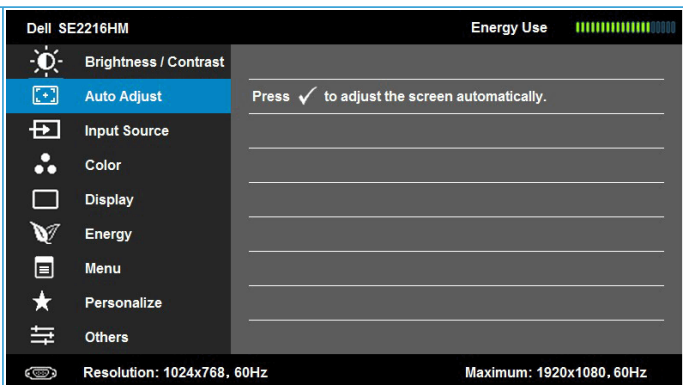 Dell SE2216HM Energy Use
Brightness / Contrast
Auto Adjust Press ✓ to adjust the screen automatically.
Input Source
Color
Display
Energy
Menu
Personalize
Others
Resolution: 1024x768, 60Hz Maximum: 1920x1080, 60Hz